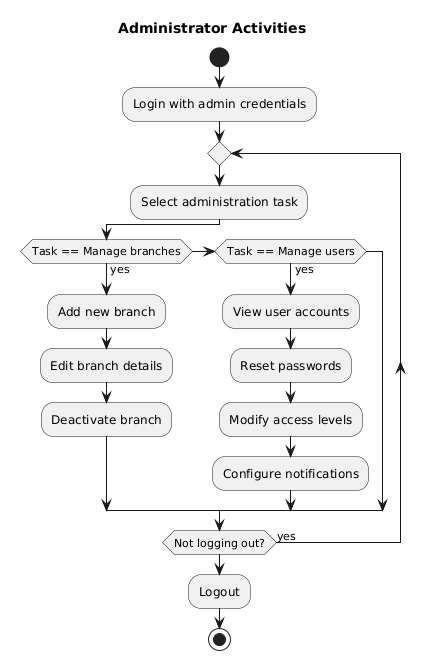 Administrator Activities
Login with admin credentials
Select administration task
Task == Manage branches
Task == Manage users
yes
yes
Add new branch
View user accounts
Edit branch details
Reset passwords
Deactivate branch
Modify access levels
Configure notifications
Not logging out?
yes
Logout